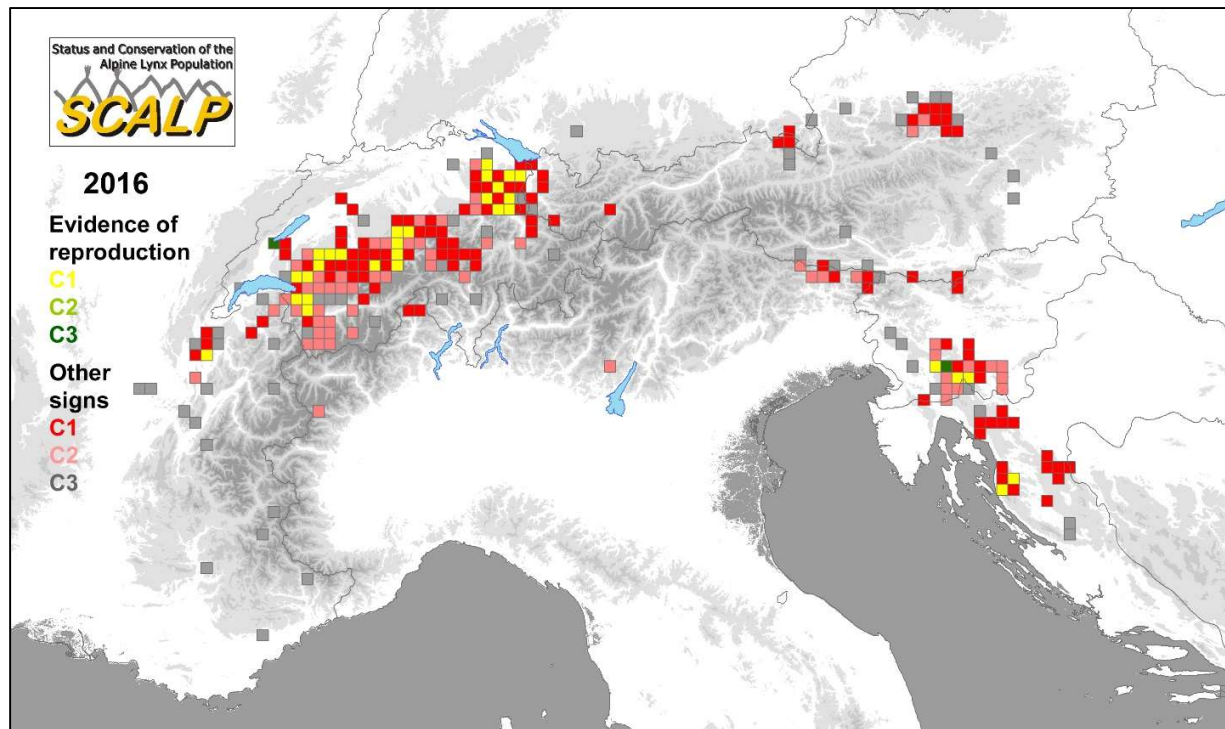 Status and Conservation of the
Alpine Lynx Population
SCALP
2016
Evidence of
reproduction
C1
C2
C3
Other
signs
C1
C2
C3